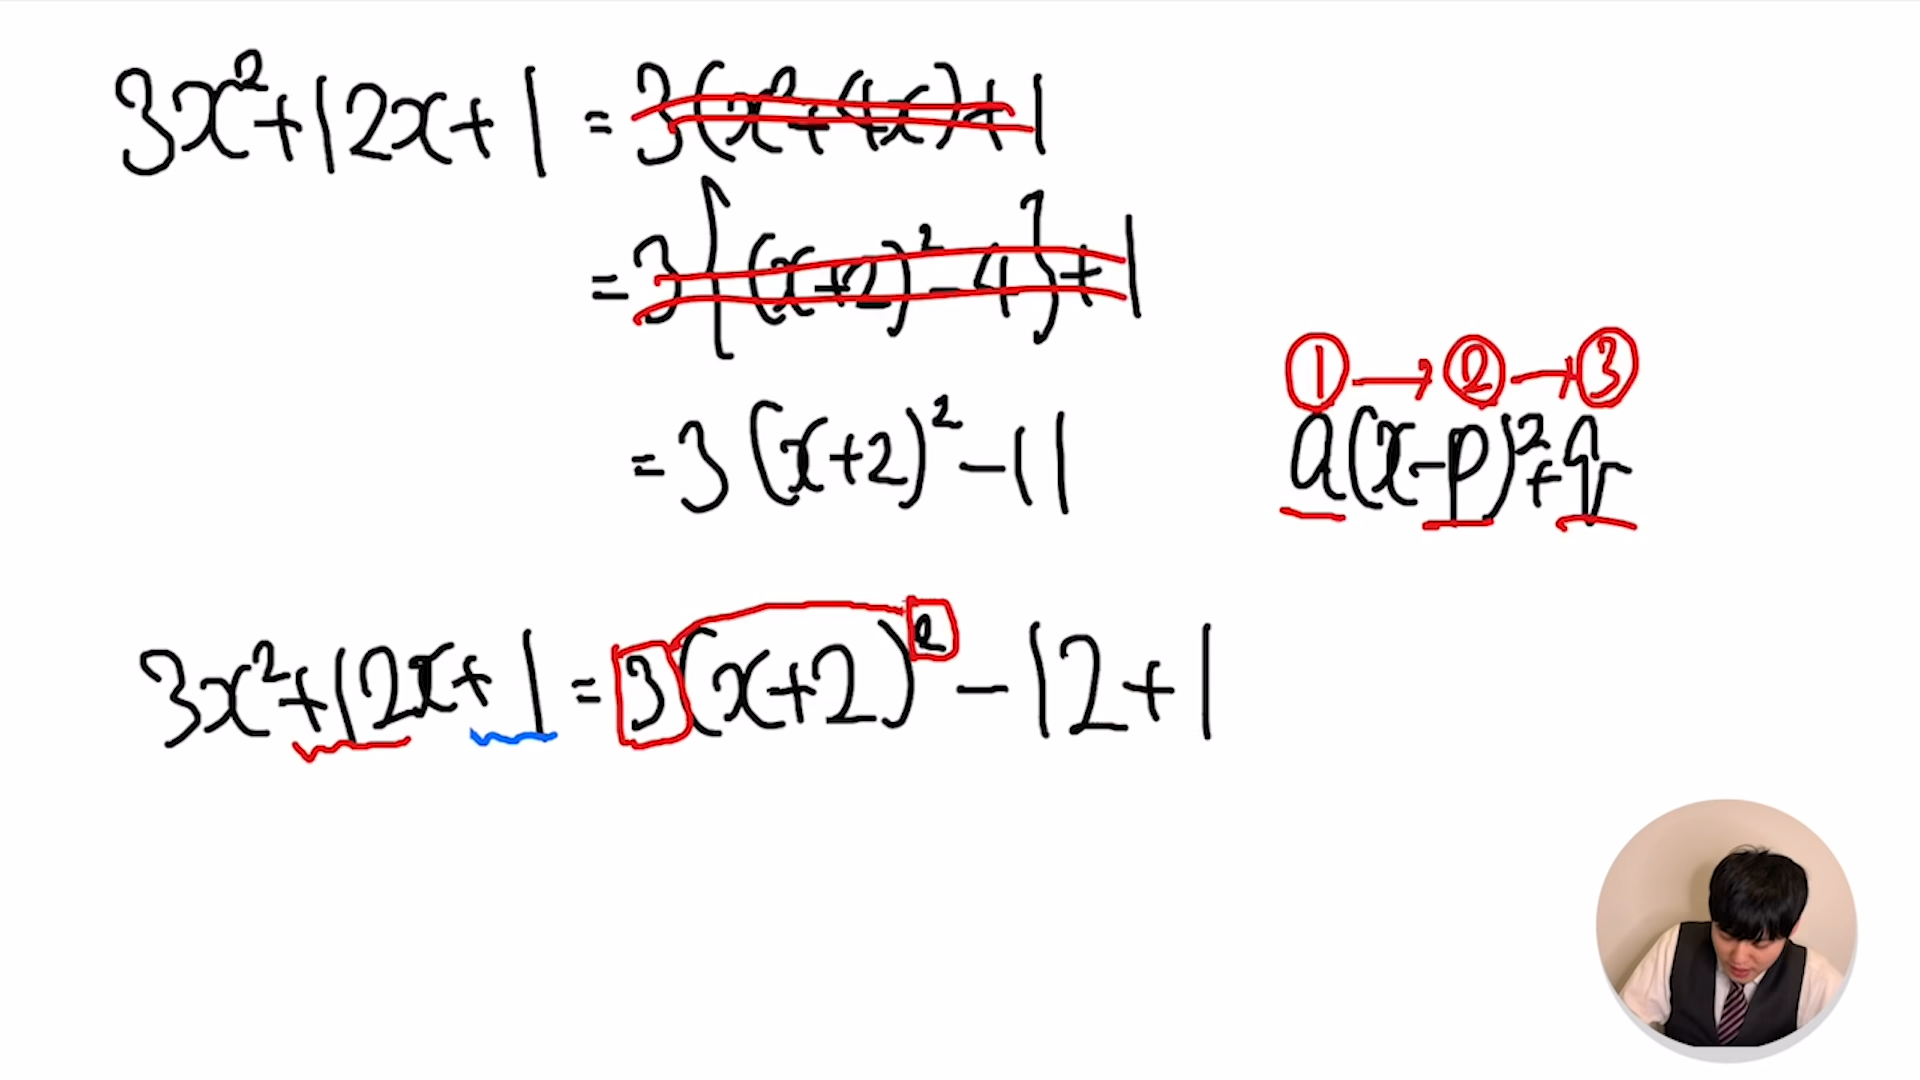 3x²+12x+1 = 3(x²+4x)+1
= 3{(x+2)²-4}+1
① → ② → ③
= 3(x+2)²-11
a(x-p)²+q
3x²+12x+1 = 3(x+2)²-12+1